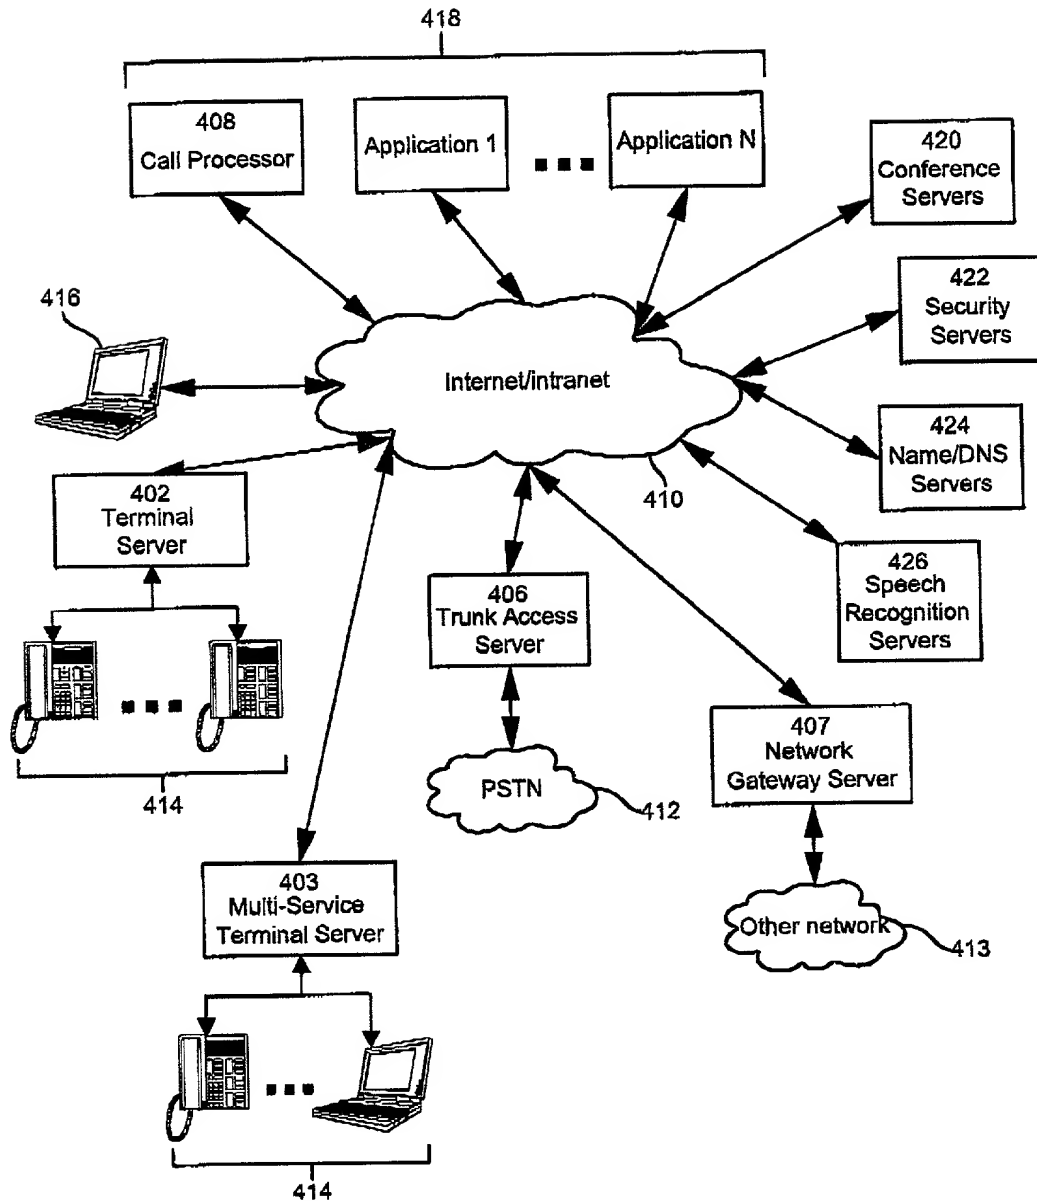 418
408
Call Processor
Application 1
Application N
420
Conference
Servers
422
Security
Servers
416
Internet/intranet
424
Name/DNS
Servers
410
402
Terminal
Server
426
Speech
Recognition
Servers
406
Trunk Access
Server
407
Network
Gateway Server
414
PSTN
412
403
Multi-Service
Terminal Server
Other network
413
414